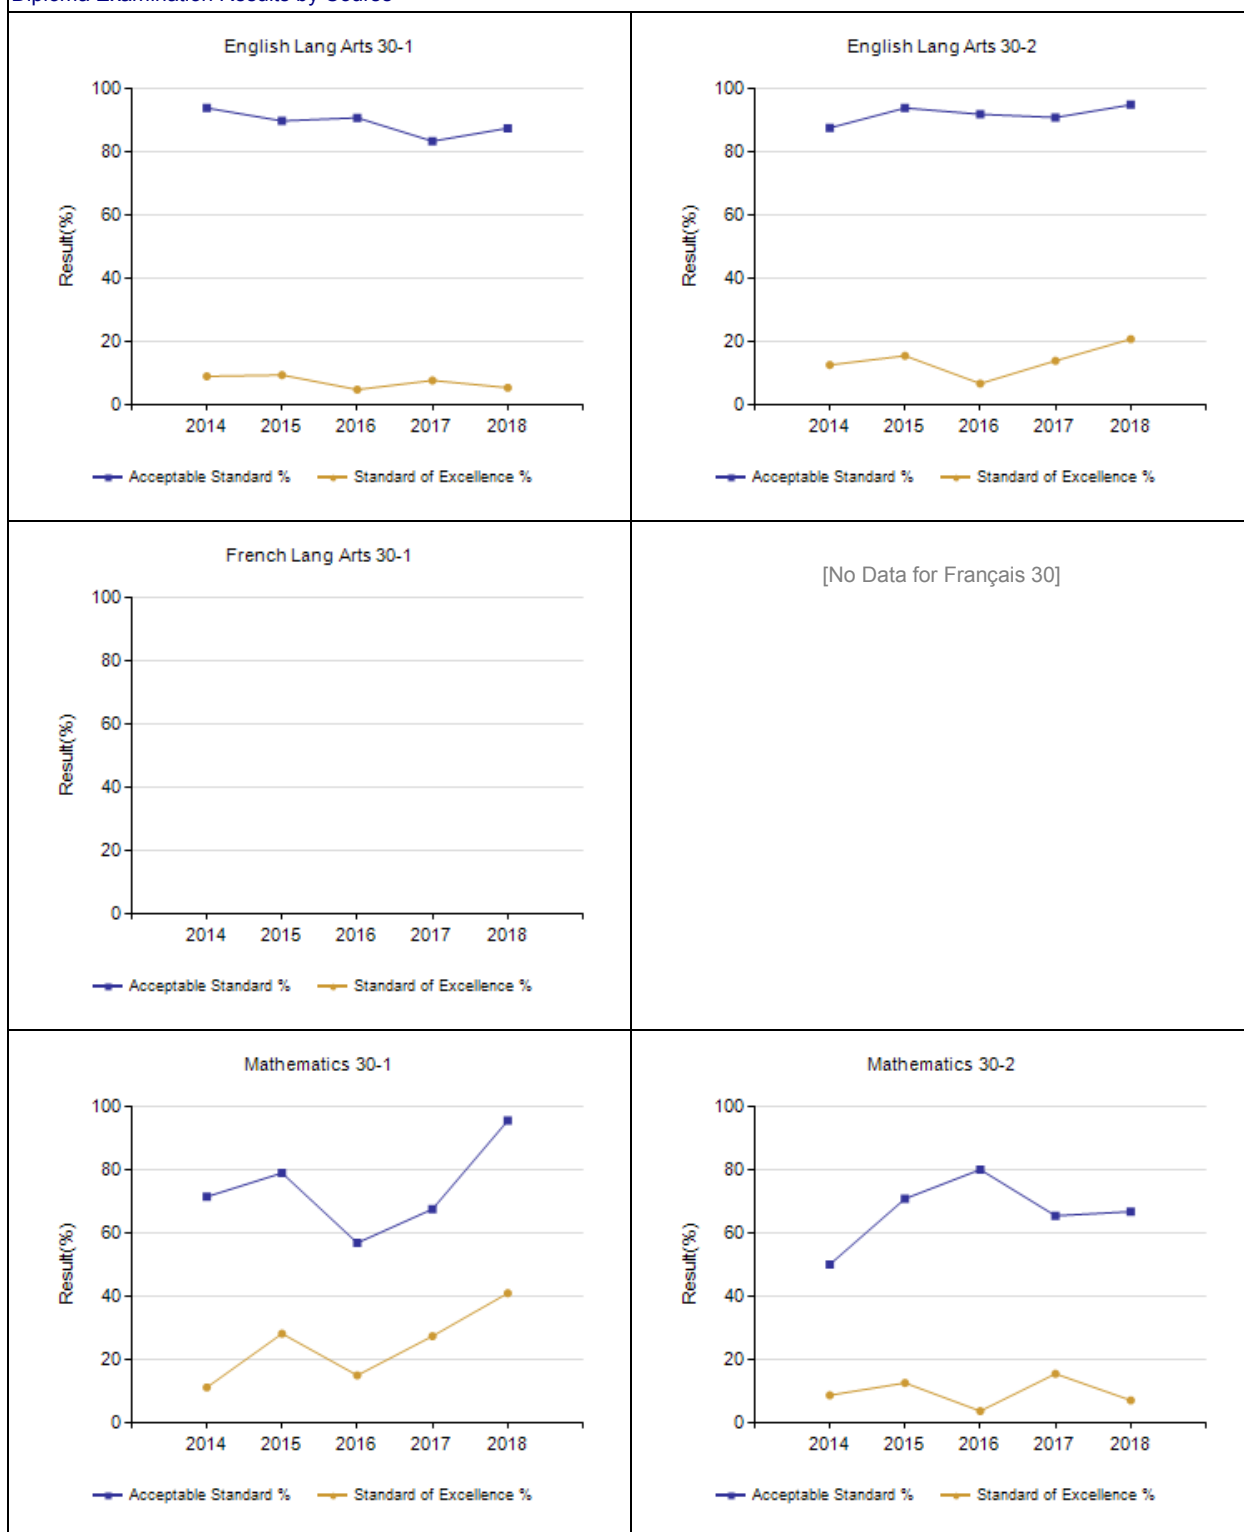 Diploma Examination Results by Course
English Lang Arts 30-1
100
80
60
40
20
0
Result(%)
2014 2015 2016 2017 2018
Acceptable Standard % Standard of Excellence %
English Lang Arts 30-2
100
80
60
40
20
0
Result(%)
2014 2015 2016 2017 2018
Acceptable Standard % Standard of Excellence %
French Lang Arts 30-1
100
80
60
40
20
0
Result(%)
2014 2015 2016 2017 2018
Acceptable Standard % Standard of Excellence %
[No Data for Français 30]
Mathematics 30-1
100
80
60
40
20
0
Result(%)
2014 2015 2016 2017 2018
Acceptable Standard % Standard of Excellence %
Mathematics 30-2
100
80
60
40
20
0
Result(%)
2014 2015 2016 2017 2018
Acceptable Standard % Standard of Excellence %